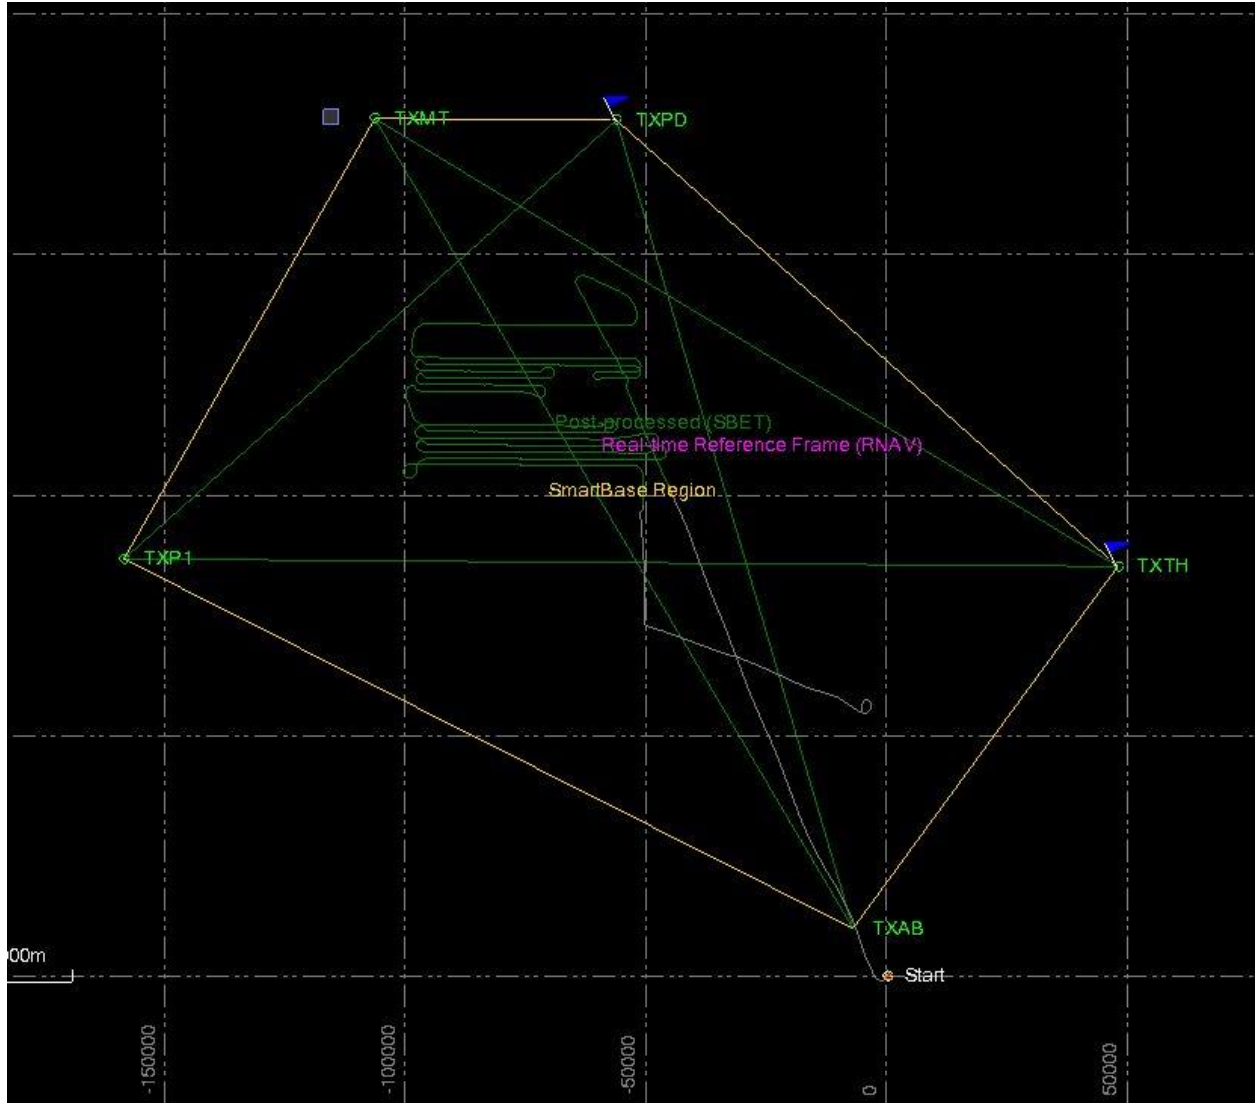 TXMT
TXPD
Post-processed (SBET)
Real-time Reference Frame (RNAV)
SmartBase Region
TXP1
TXTH
TXAB
00m
Start
-150000
-100000
-50000
0
50000